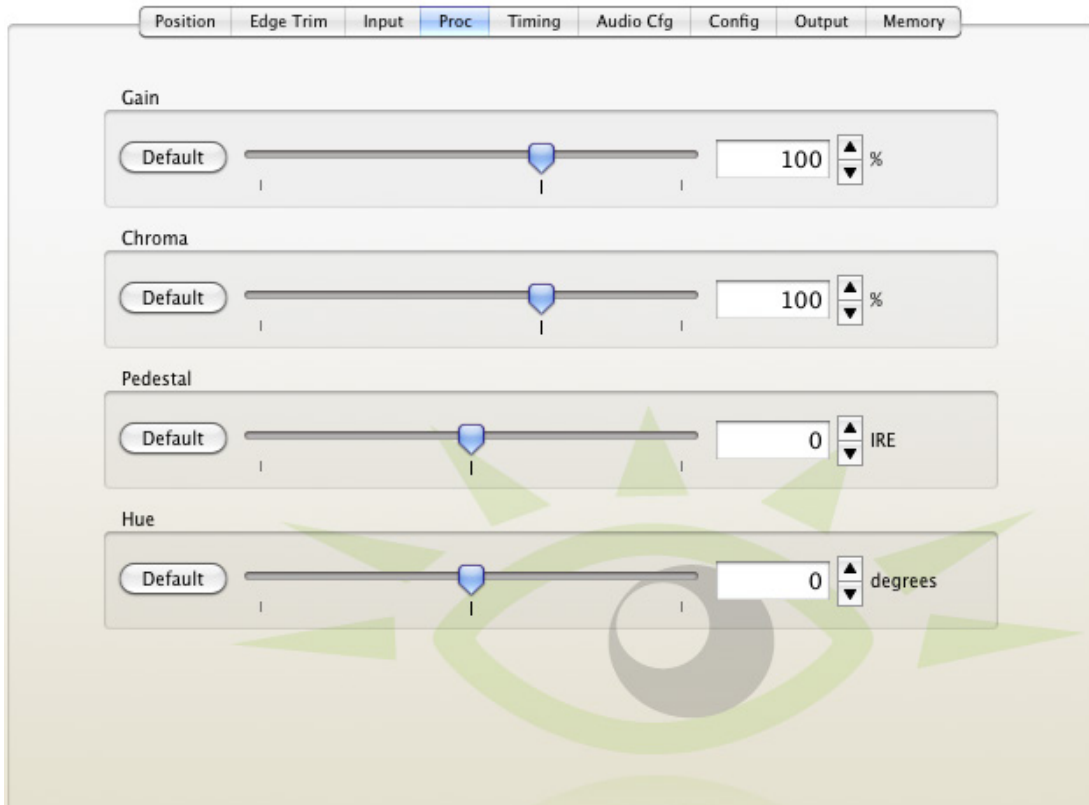 Position Edge Trim Input Proc Timing Audio Cfg Config Output Memory
Gain
Default 100 %
Chroma
Default 100 %
Pedestal
Default 0 IRE
Hue
Default 0 degrees